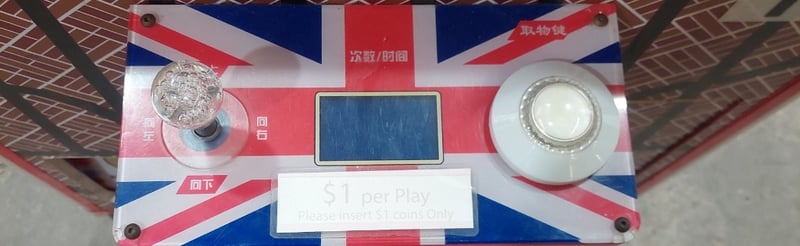 次数/时间
取物键
向左
向右
向下
$1 per Play
Please insert $1 coins Only